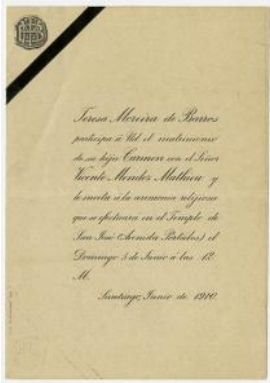 Teresa Moreira de Barros
participa á Ud el matrimonio
de su hija Carmen con el Señor
Vicente Mendez Mathieu y
le invita a la ceremonia religiosa
que se efectuará en el Templo de
San José (Avenida Portales) el
Domingo 5 de Junio a las 12
M.
Santiago, Junio de 1910.